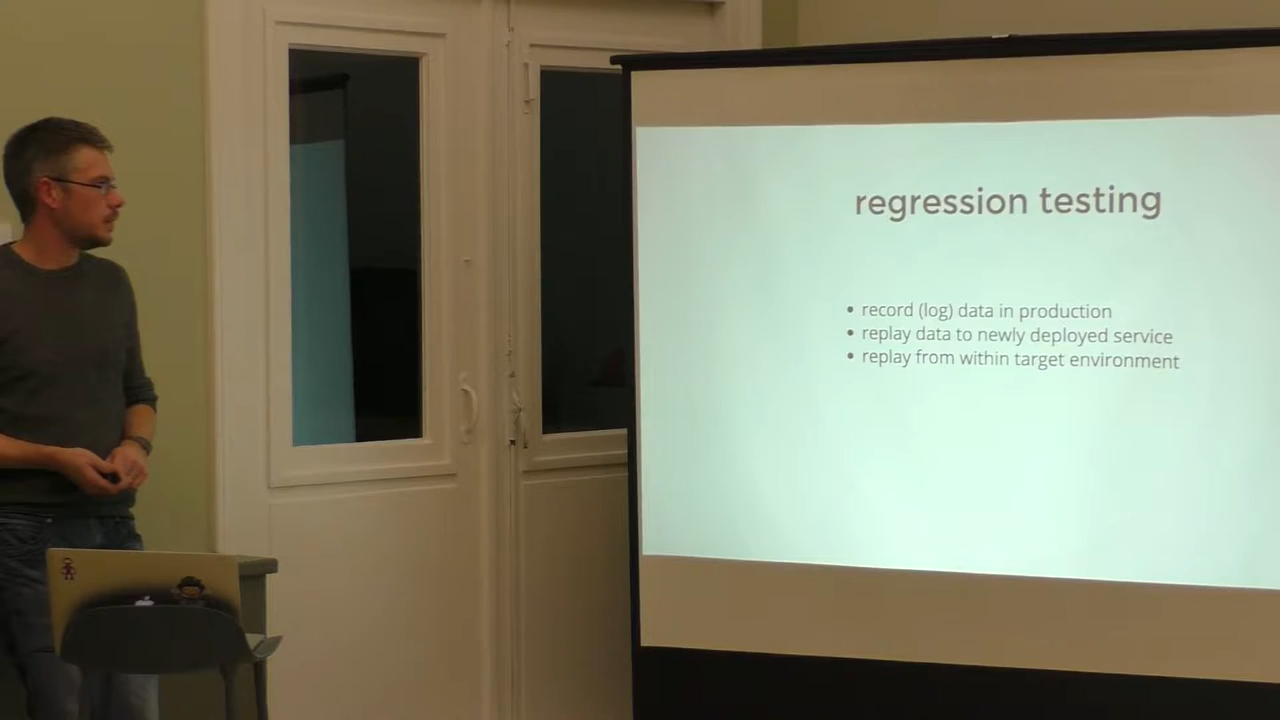 regression testing
• record (log) data in production
• replay data to newly deployed service
• replay from within target environment